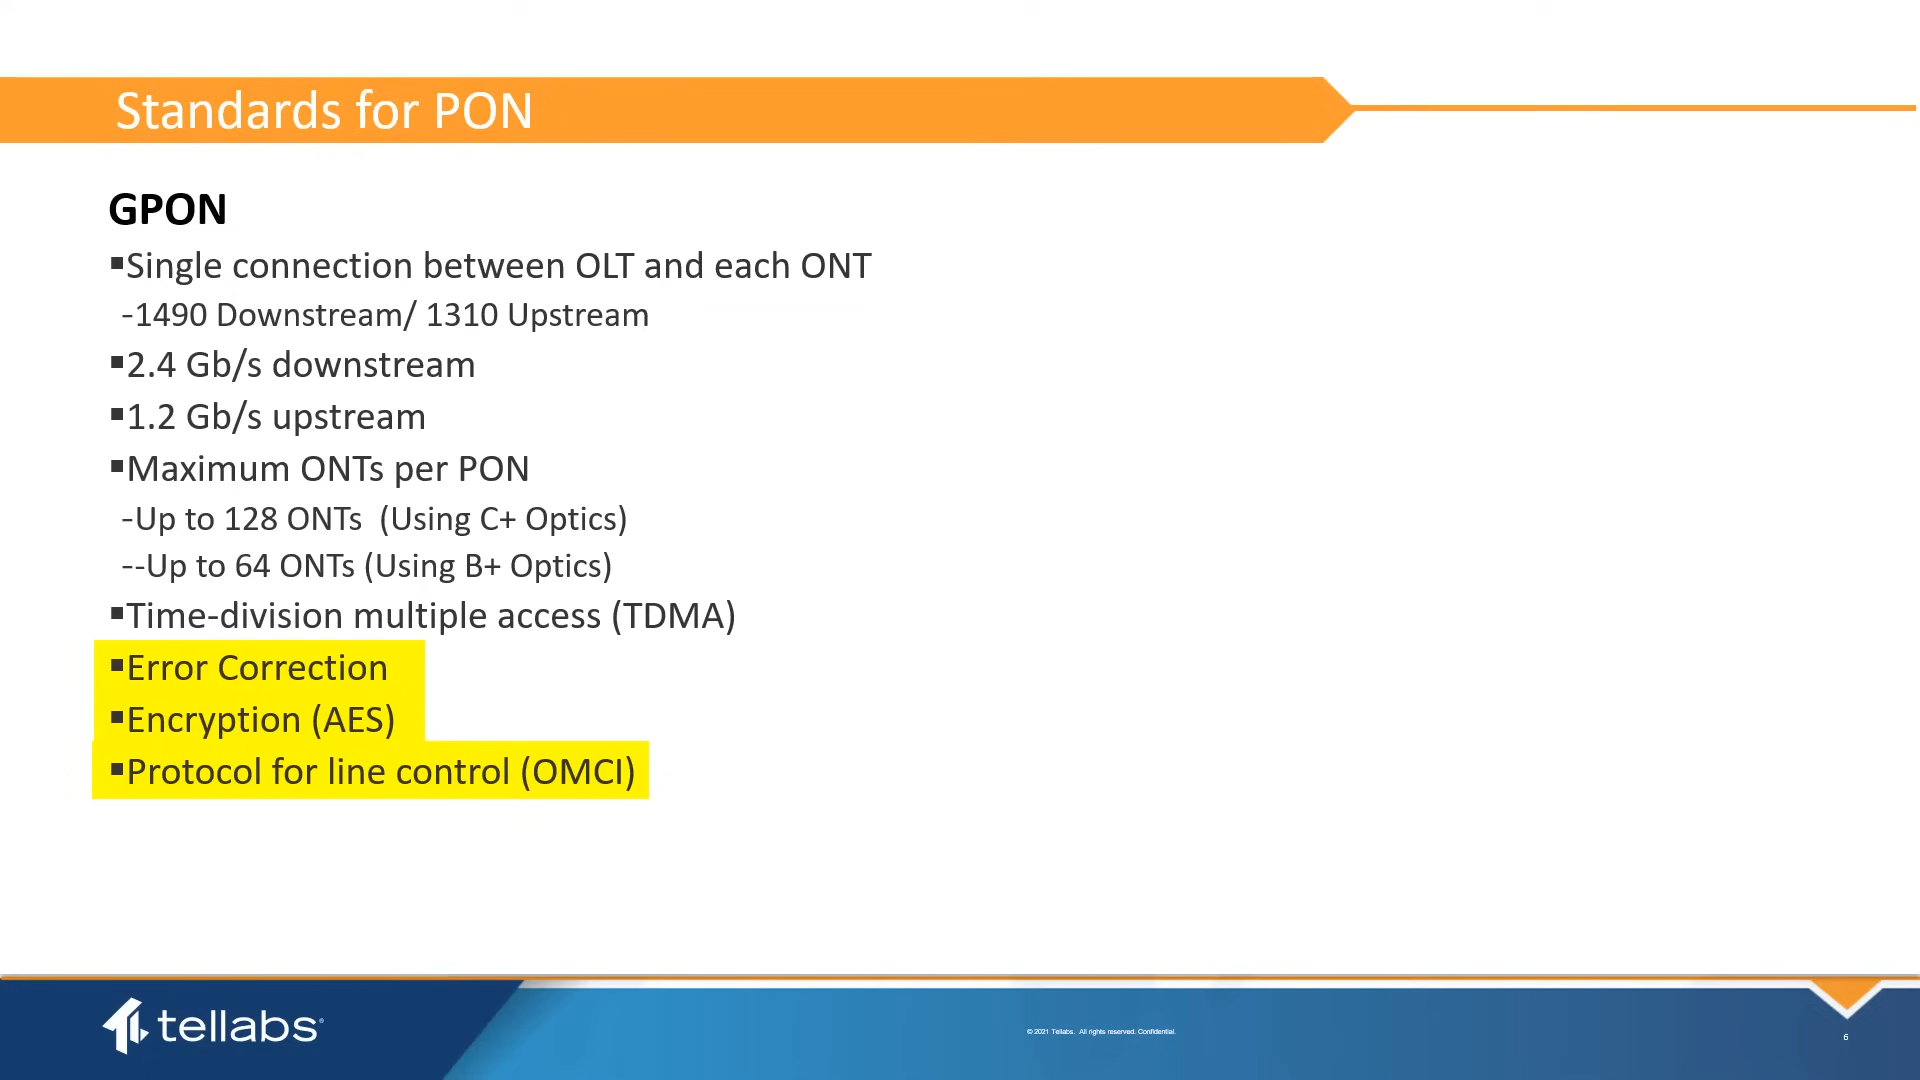 Standards for PON
GPON
▪Single connection between OLT and each ONT
-1490 Downstream/ 1310 Upstream
▪2.4 Gb/s downstream
▪1.2 Gb/s upstream
▪Maximum ONTs per PON
-Up to 128 ONTs  (Using C+ Optics)
--Up to 64 ONTs (Using B+ Optics)
▪Time-division multiple access (TDMA)
▪Error Correction
▪Encryption (AES)
▪Protocol for line control (OMCI)
tellabs®
© 2021 Tellabs.  All rights reserved. Confidential.
6